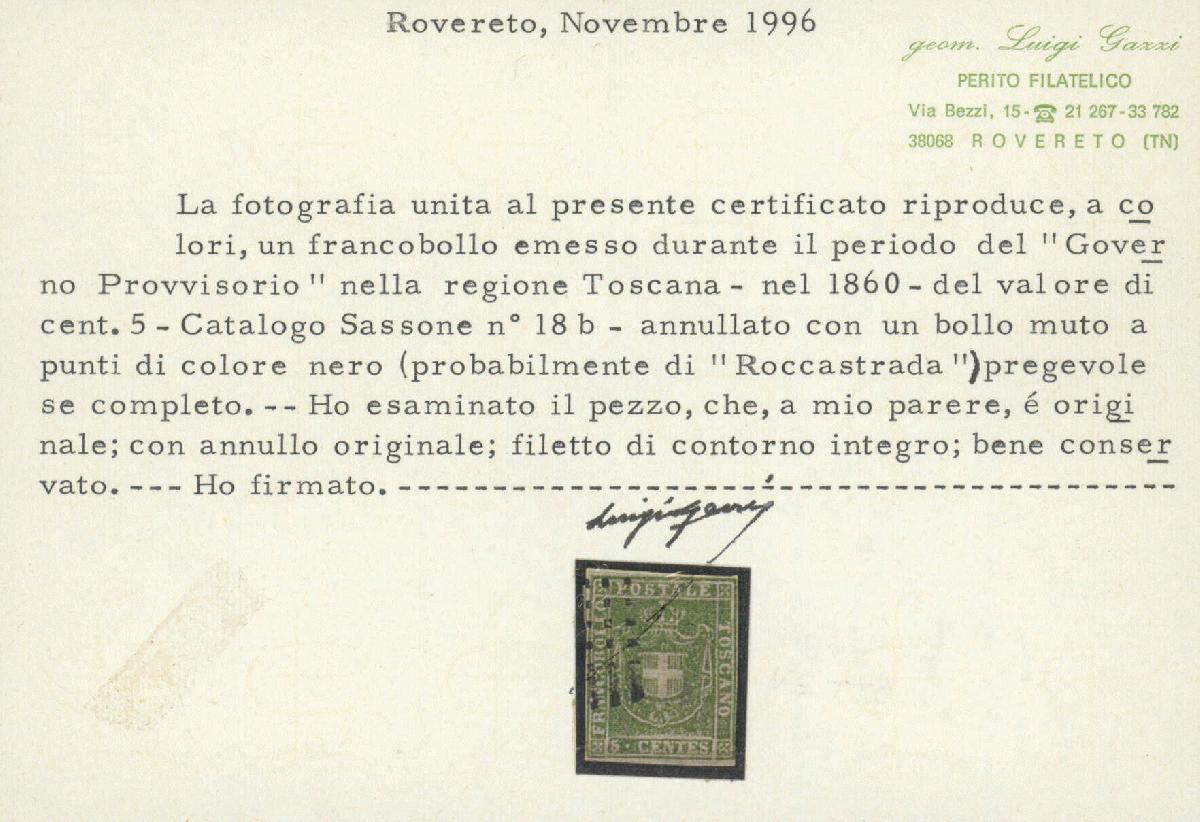 Rovereto, Novembre 1996
geom. Luigi Gazzi
PERITO FILATELICO
Via Bezzi, 15-☎ 21 267-33 782
38068 ROVERETO (TN)
La fotografia unita al presente certificato riproduce, a co
lori, un francobollo emesso durante il periodo del "Gover
no Provvisorio" nella regione Toscana - nel 1860 - del valore di
cent. 5 - Catalogo Sassone n° 18 b - annullato con un bollo muto a
punti di colore nero (probabilmente di "Roccastrada") pregevole
se completo. -- Ho esaminato il pezzo, che, a mio parere, é origi
nale; con annullo originale; filetto di contorno integro; bene conser
vato. --- Ho firmato. ---------------------------------------
Luigi Gazzi
FRANCOBOLLO
POSTALE
TOSCANO
5 · CENTES